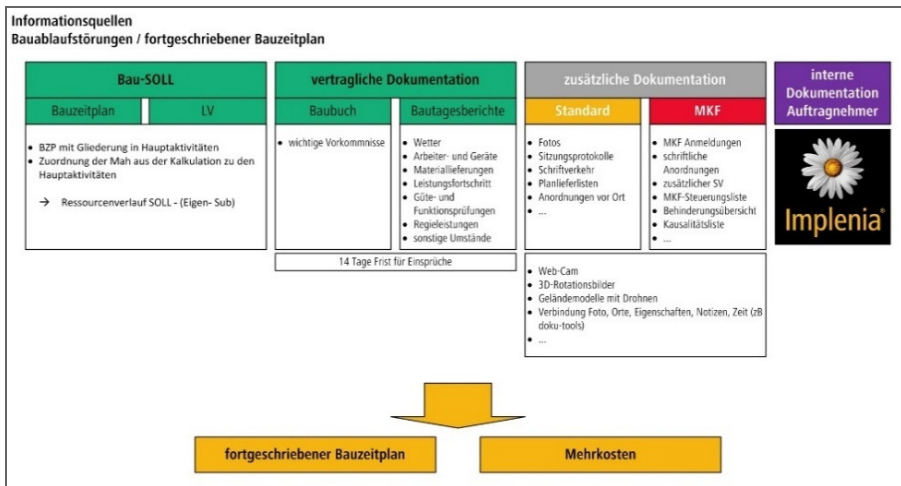 Informationsquellen
Bauablaufstörungen / fortgeschriebener Bauzeitplan
Bau-SOLL
Bauzeitplan
LV
• BZP mit Gliederung in Hauptaktivitäten
• Zuordnung der Mah aus der Kalkulation zu den
Hauptaktivitäten
→ Ressourcenverlauf SOLL - (Eigen- Sub)
vertragliche Dokumentation
Baubuch
• wichtige Vorkommnisse
Bautagesberichte
• Wetter
• Arbeiter- und Geräte
• Materiallieferungen
• Leistungsfortschritt
• Güte- und
Funktionsprüfungen
• Regieleistungen
• sonstige Umstände
14 Tage Frist für Einsprüche
zusätzliche Dokumentation
Standard
• Fotos
• Sitzungsprotokolle
• Schriftverkehr
• Planlieferlisten
• Anordnungen vor Ort
• ...
MKF
• MKF Anmeldungen
• schriftliche
Anordnungen
• zusätzlicher SV
• MKF-Steuerungsliste
• Behinderungsübersicht
• Kausalitätsliste
• ...
• Web-Cam
• 3D-Rotationsbilder
• Geländemodelle mit Drohnen
• Verbindung Foto, Orte, Eigenschaften, Notizen, Zeit (zB
doku-tools)
• ...
interne
Dokumentation
Auftragnehmer
Implenia®
fortgeschriebener Bauzeitplan
Mehrkosten